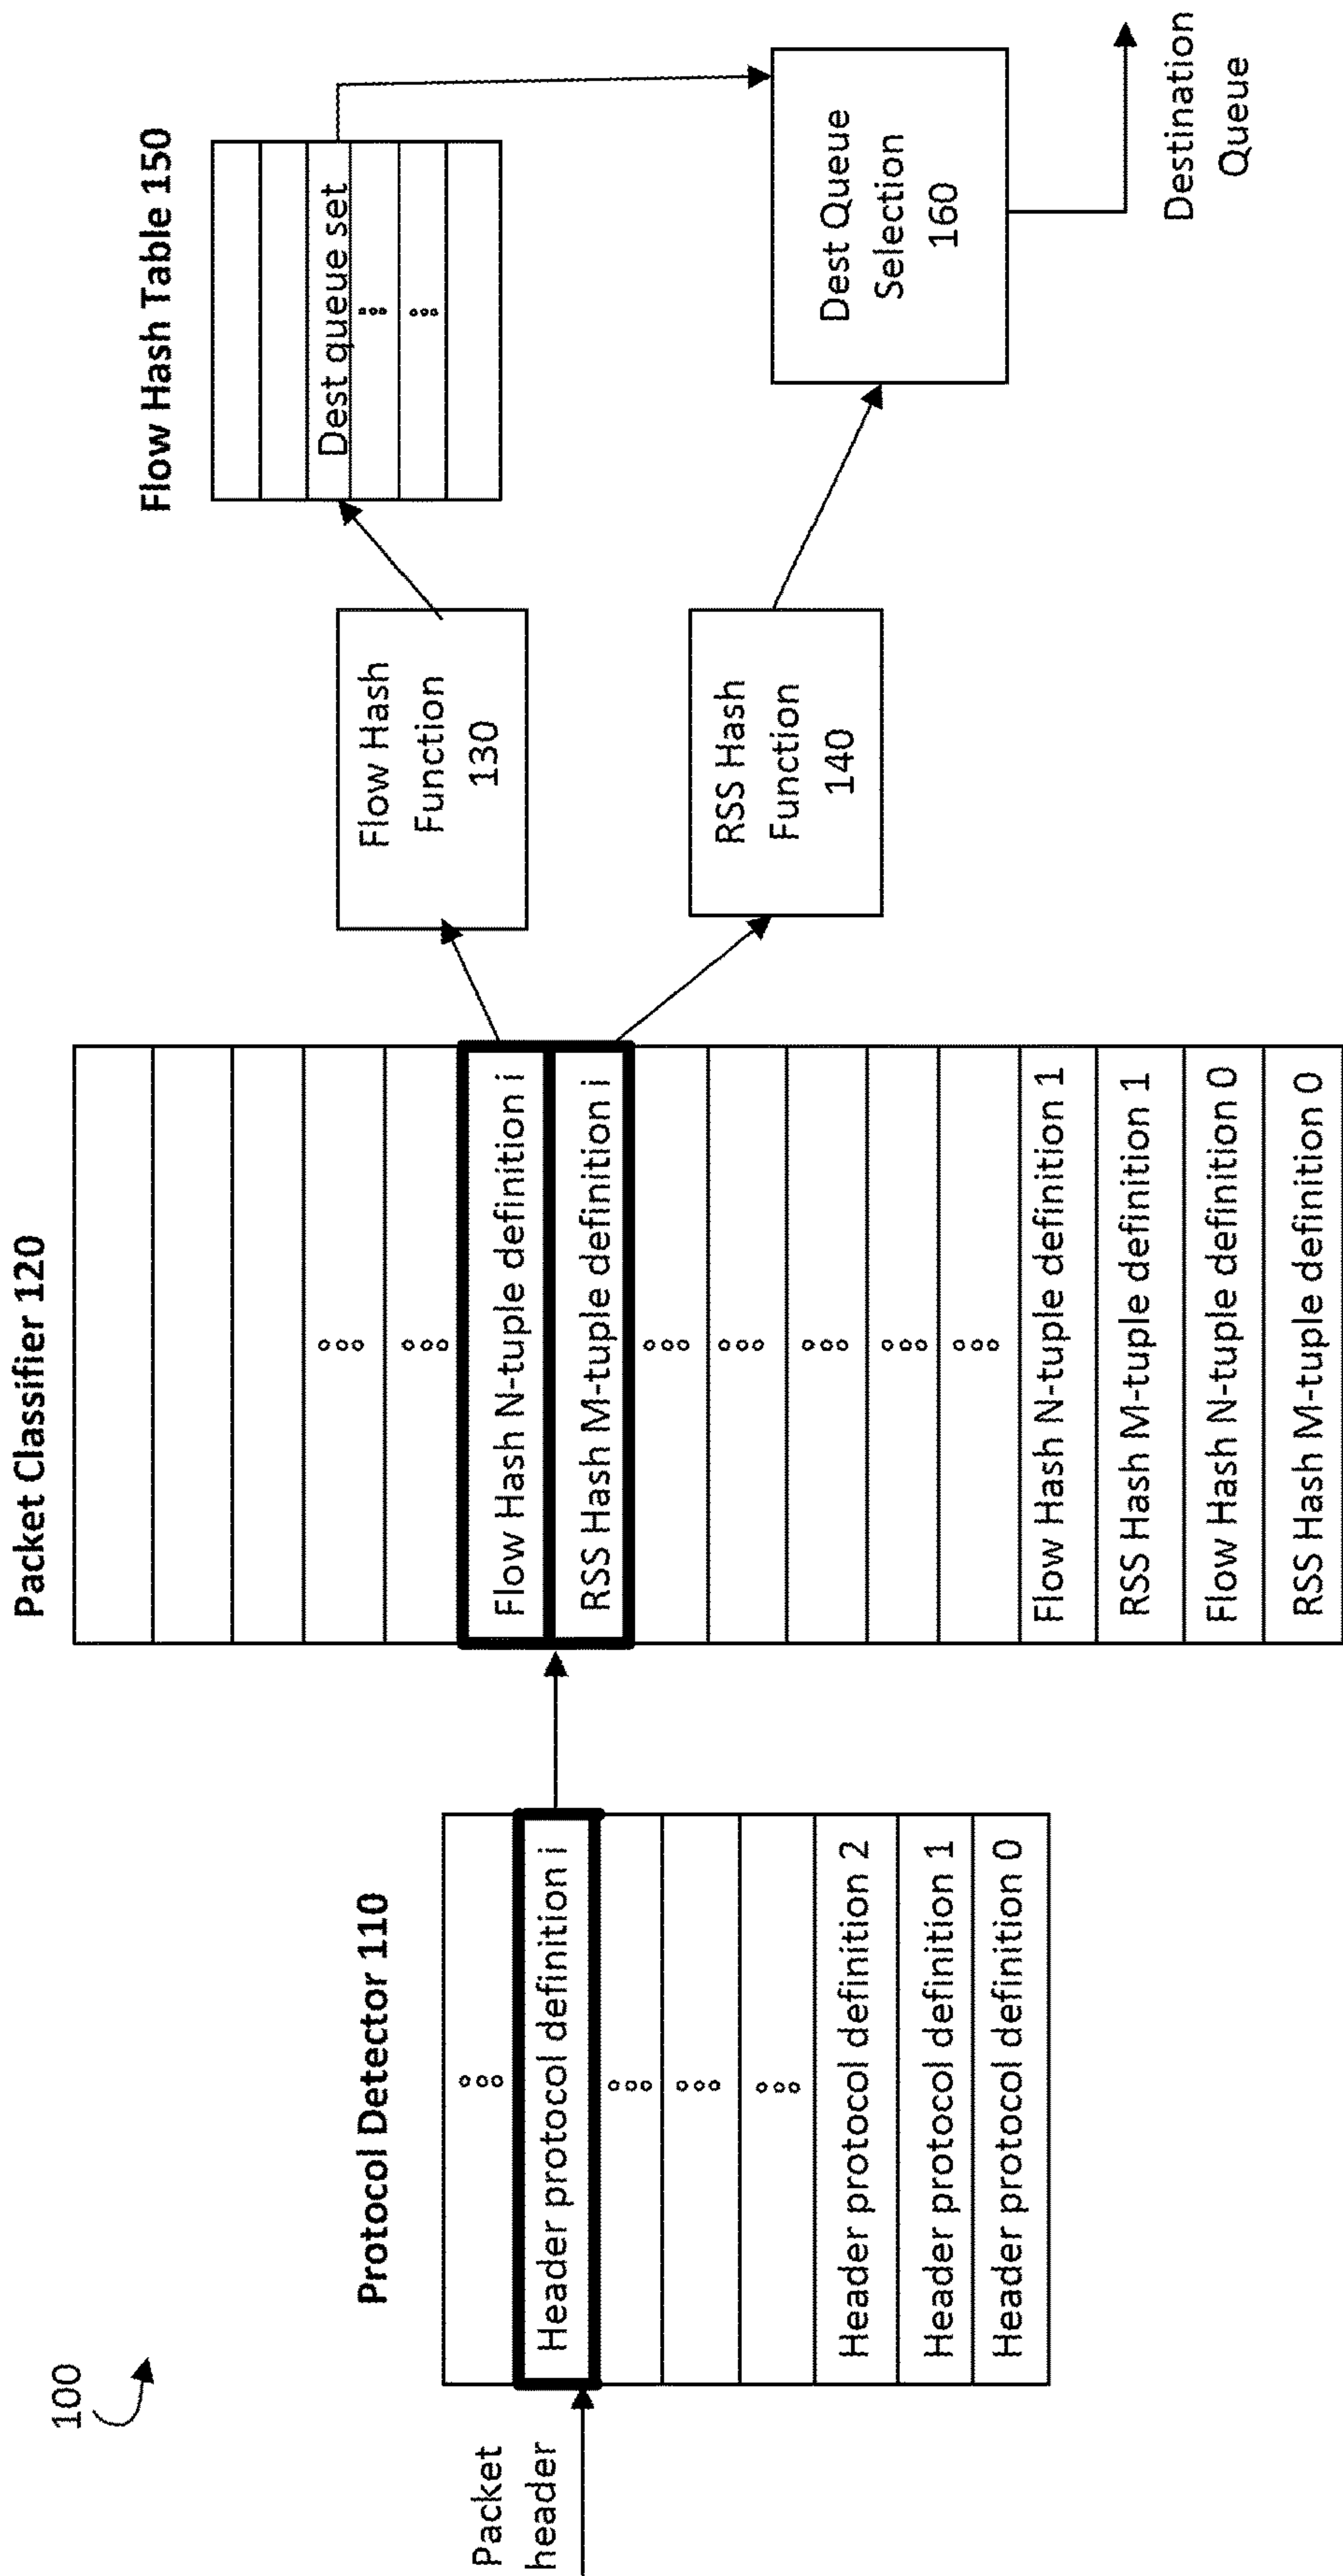 100
Packet
header
Protocol Detector 110
°°°
Header protocol definition i
°°°
°°°
°°°
Header protocol definition 2
Header protocol definition 1
Header protocol definition 0
Packet Classifier 120
°°°
°°°
Flow Hash N-tuple definition i
RSS Hash M-tuple definition i
°°°
°°°
°°°
°°°
°°°
Flow Hash N-tuple definition 1
RSS Hash M-tuple definition 1
Flow Hash N-tuple definition 0
RSS Hash M-tuple definition 0
Flow Hash
Function
130
RSS Hash
Function
140
Flow Hash Table 150
Dest queue set
°°°
°°°
Dest Queue
Selection
160
Destination
Queue